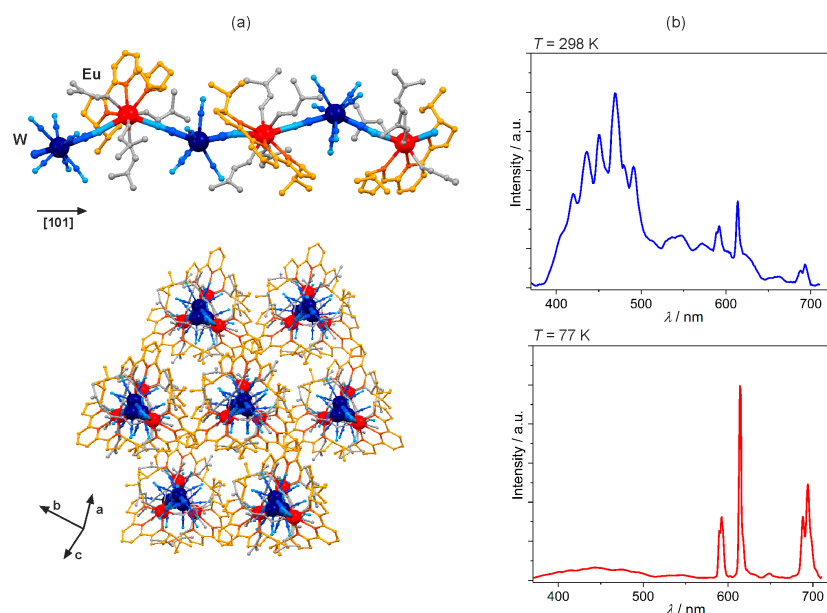 (a)
Eu
W
[101]
b
a
c
(b)
T = 298 K
Intensity / a.u.
400 500 600 700
λ / nm
T = 77 K
Intensity / a.u.
400 500 600 700
λ / nm